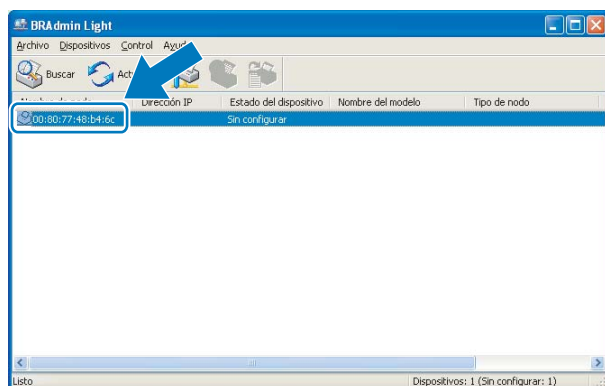 BRAdmin Light
Archivo Dispositivos Control
Buscar
Dirección IP Estado del dispositivo Nombre del modelo Tipo de nodo
00:80:77:48:b4:6c Sin configurar
Listo Dispositivos: 1 (Sin configurar: 1)